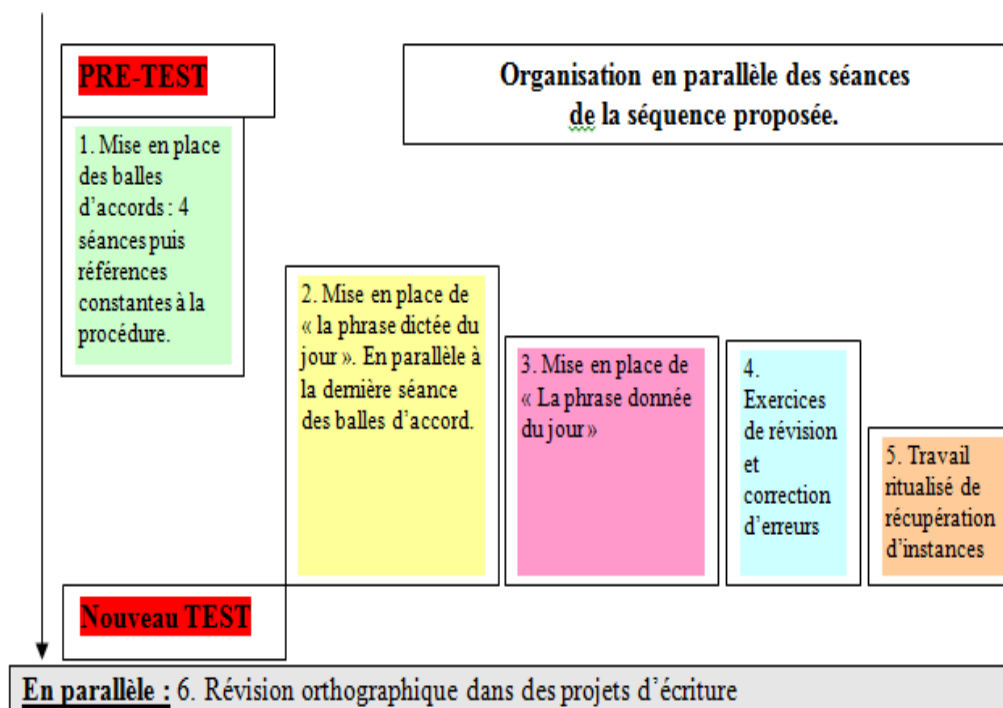 PRE-TEST
Organisation en parallèle des séances
de la séquence proposée.
1. Mise en place
des balles
d'accords : 4
séances puis
références
constantes à la
procédure.
2. Mise en place de
« la phrase dictée du
jour ». En parallèle à
la dernière séance
des balles d'accord.
3. Mise en place de
« La phrase donnée
du jour »
4.
Exercices
de révision
et
correction
d'erreurs
5. Travail
ritualisé de
récupération
d'instances
Nouveau TEST
En parallèle : 6. Révision orthographique dans des projets d'écriture